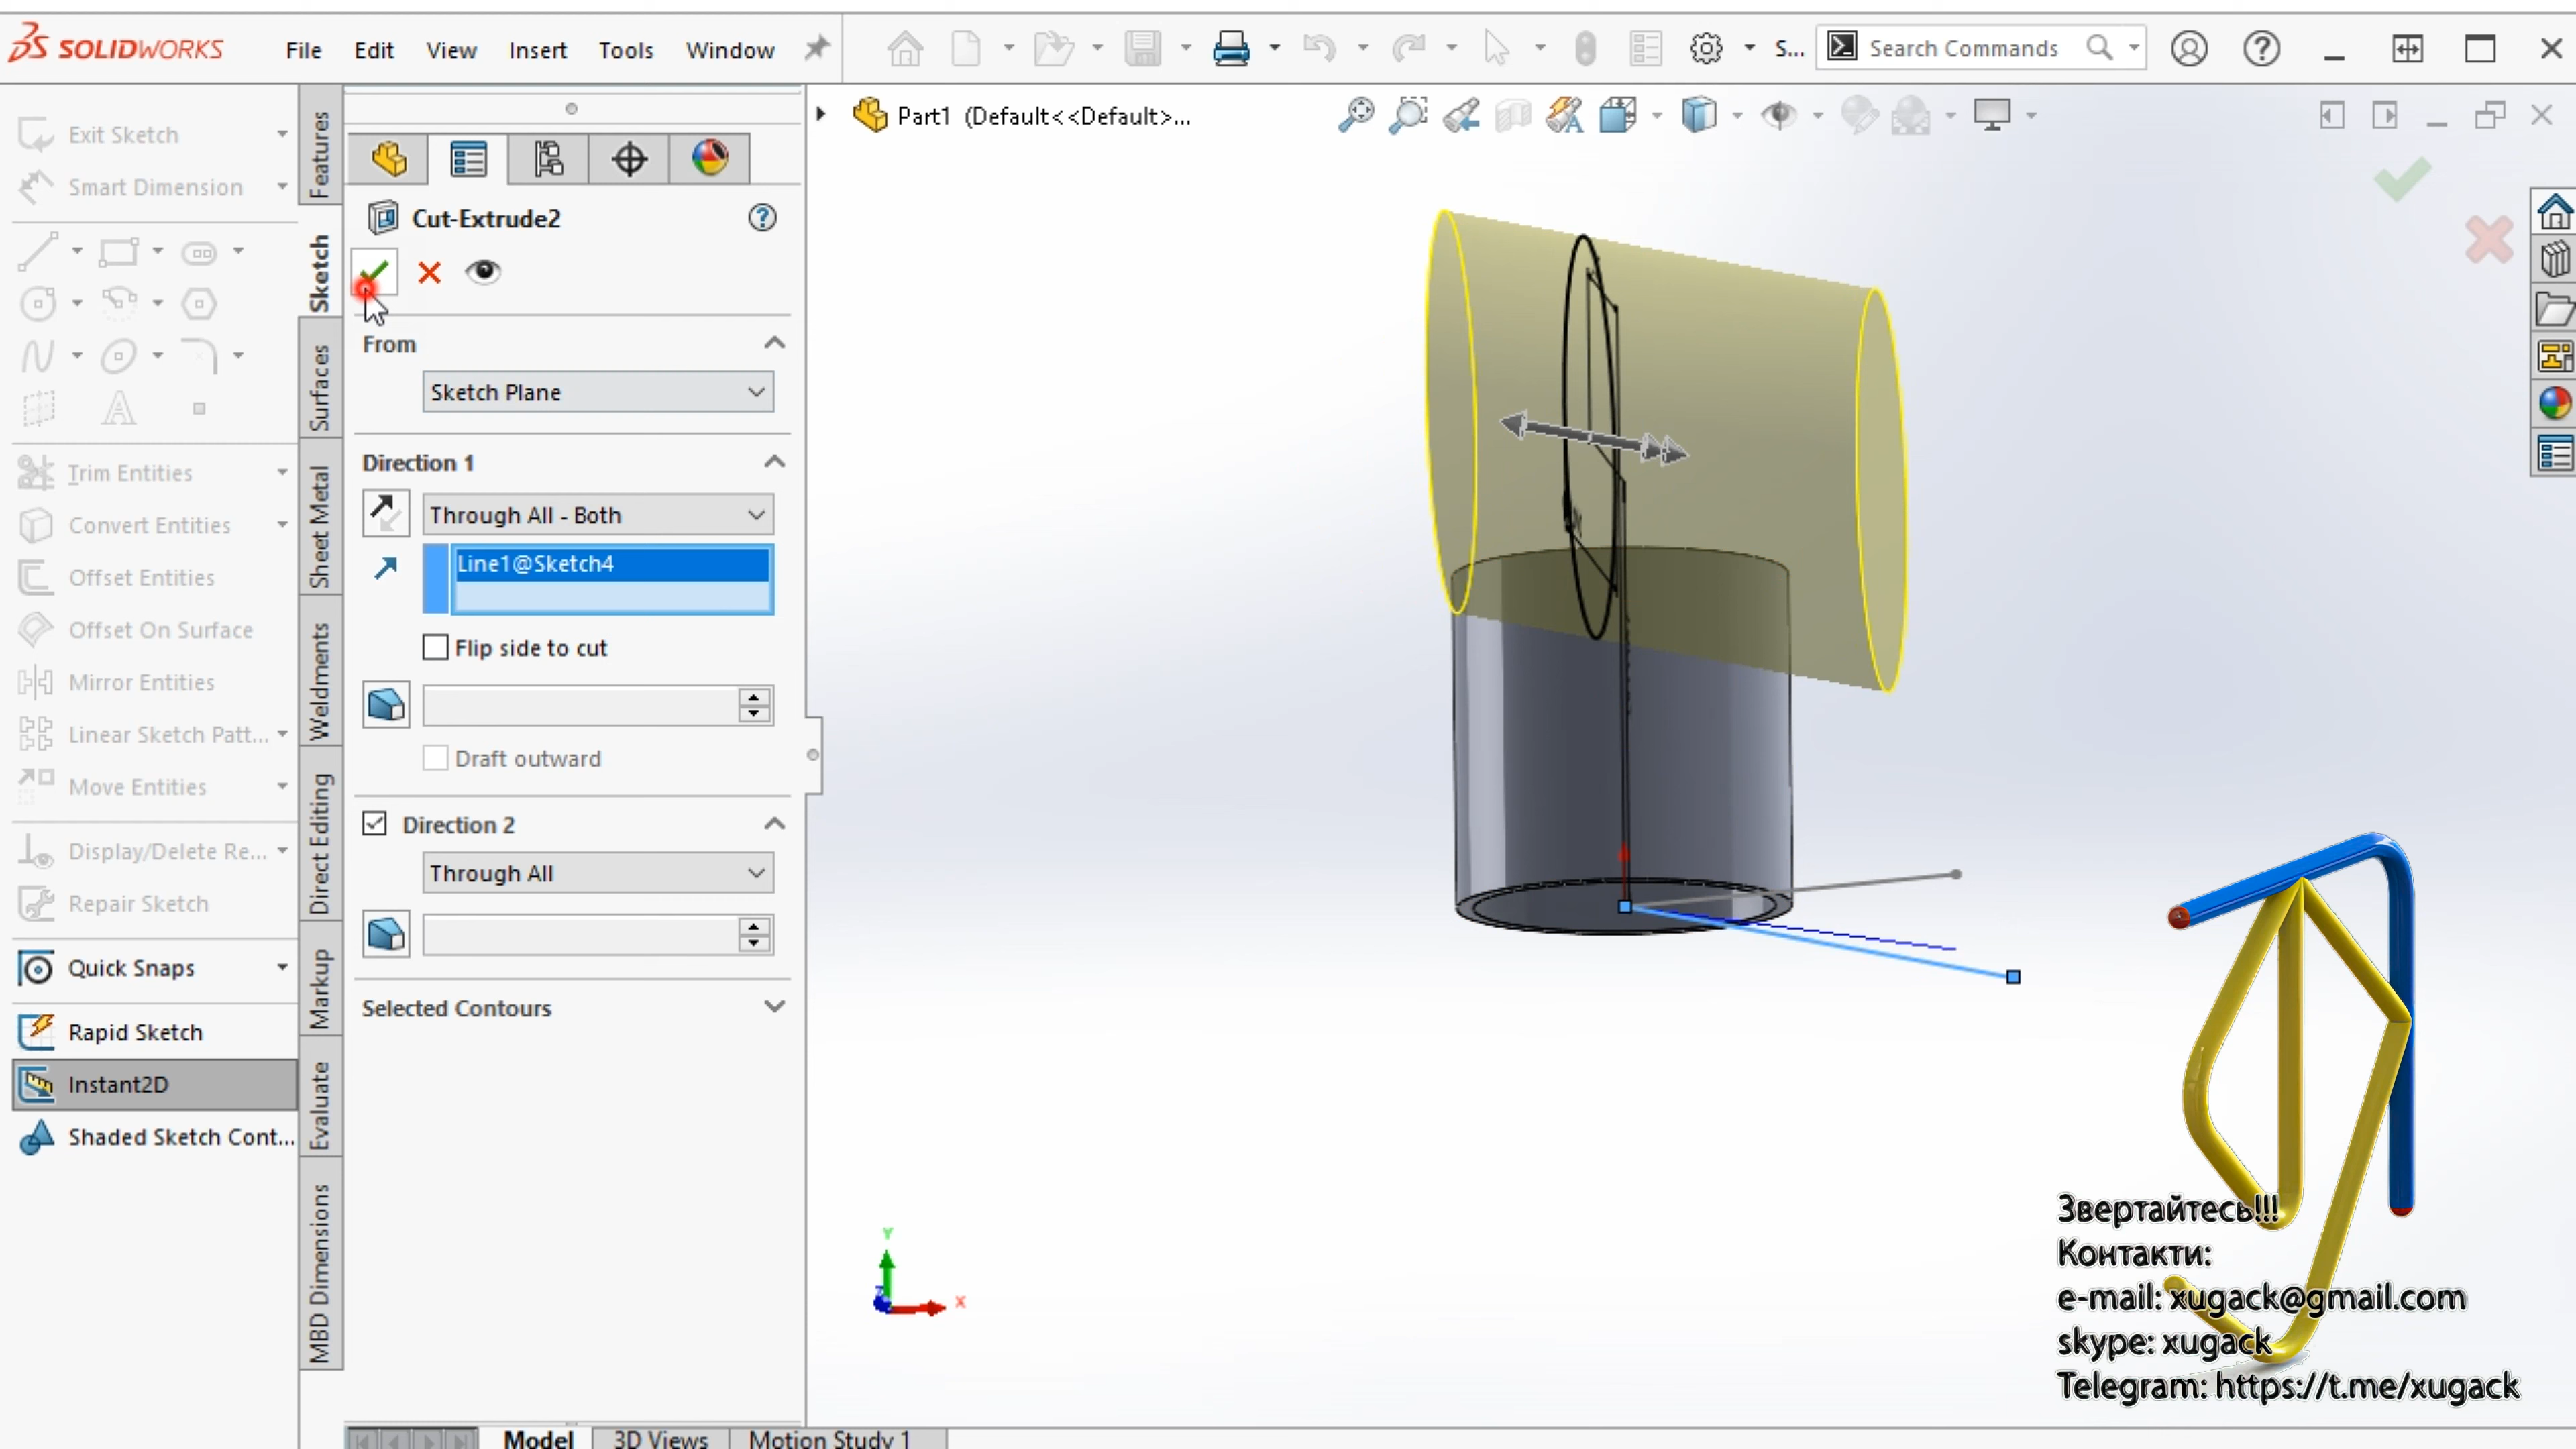 SOLIDWORKS
File
Edit
View
Insert
Tools
Window
S...
Search Commands
Exit Sketch
Smart Dimension
Trim Entities
Convert Entities
Offset Entities
Offset On Surface
Mirror Entities
Linear Sketch Patt...
Move Entities
Display/Delete Re...
Repair Sketch
Quick Snaps
Rapid Sketch
Instant2D
Shaded Sketch Cont...
Features
Sketch
Surfaces
Sheet Metal
Weldments
Direct Editing
Markup
Evaluate
MBD Dimensions
Cut-Extrude2
From
Sketch Plane
Direction 1
Through All - Both
Line1@Sketch4
Flip side to cut
Draft outward
Direction 2
Through All
Selected Contours
Part1 (Default<<Default>...
Y
X
Z
Звертайтесь!!!
Контакти:
e-mail: xugack@gmail.com
skype: xugack
Telegram: https://t.me/xugack
Model
3D Views
Motion Study 1